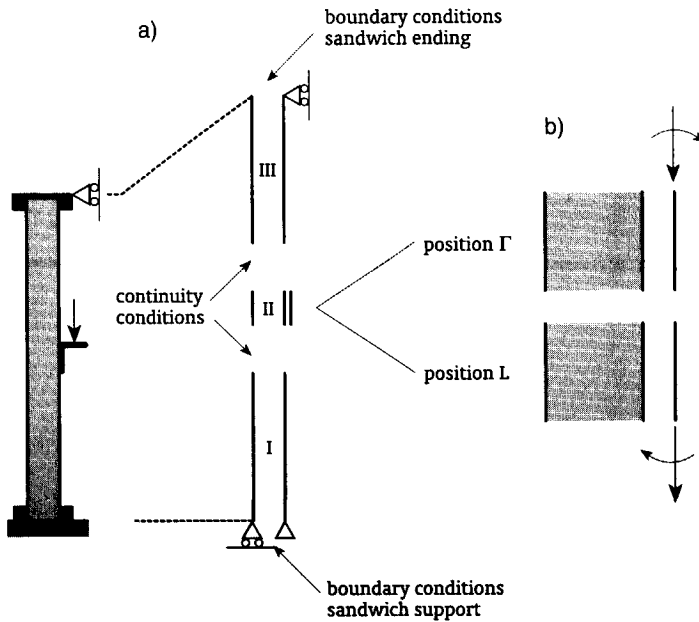 a)
boundary conditions
sandwich ending
b)
III
position Γ
continuity
conditions
II
position L
I
boundary conditions
sandwich support